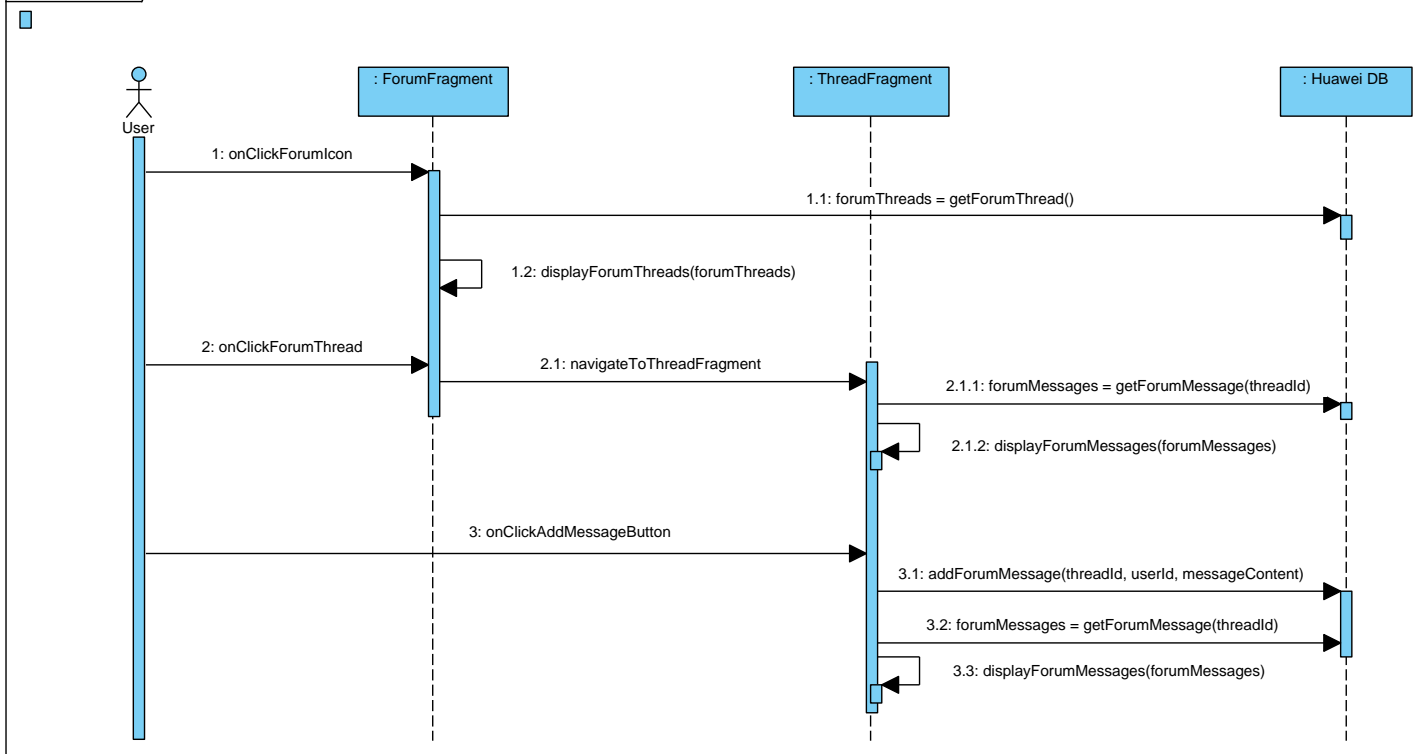 : ForumFragment
: ThreadFragment
: Huawei DB
User
1: onClickForumIcon
1.1: forumThreads = getForumThread()
1.2: displayForumThreads(forumThreads)
2: onClickForumThread
2.1: navigateToThreadFragment
2.1.1: forumMessages = getForumMessage(threadId)
2.1.2: displayForumMessages(forumMessages)
3: onClickAddMessageButton
3.1: addForumMessage(threadId, userId, messageContent)
3.2: forumMessages = getForumMessage(threadId)
3.3: displayForumMessages(forumMessages)